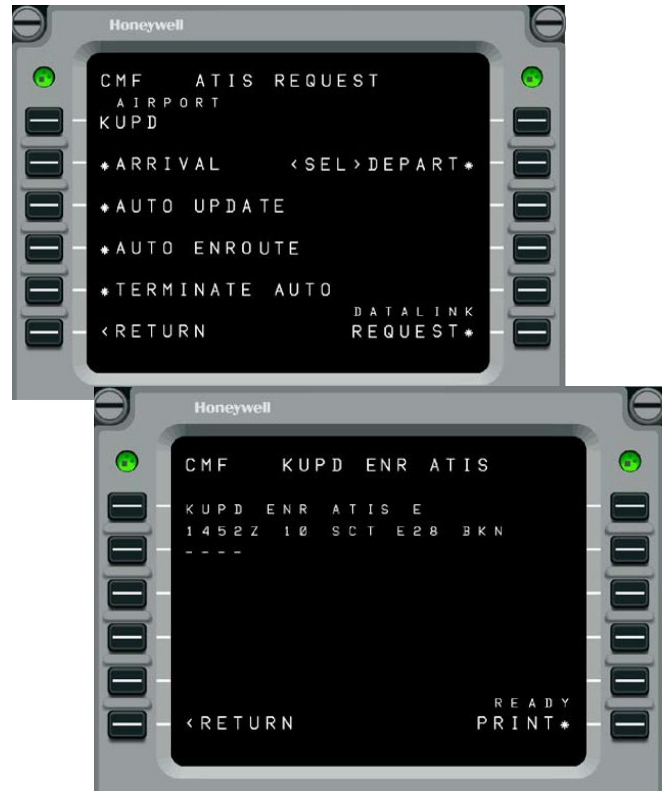 Honeywell
CMF ATIS REQUEST
AIRPORT
KUPD
*ARRIVAL <SEL>DEPART*
*AUTO UPDATE
*AUTO ENROUTE
*TERMINATE AUTO
DATALINK
<RETURN REQUEST*
Honeywell
CMF KUPD ENR ATIS
KUPD ENR ATIS E
1452Z 10 SCT E28 BKN
----
READY
<RETURN PRINT*